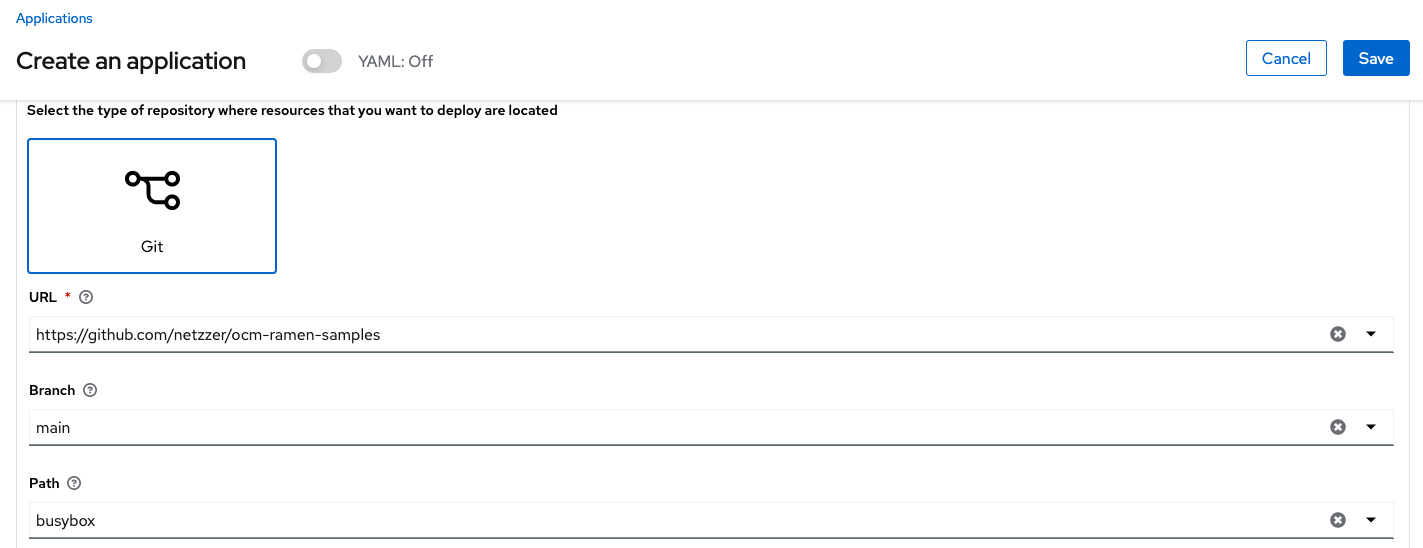 Applications
Create an application YAML: Off Cancel Save
Select the type of repository where resources that you want to deploy are located
Git
URL *
https://github.com/netzzer/ocm-ramen-samples
Branch
main
Path
busybox